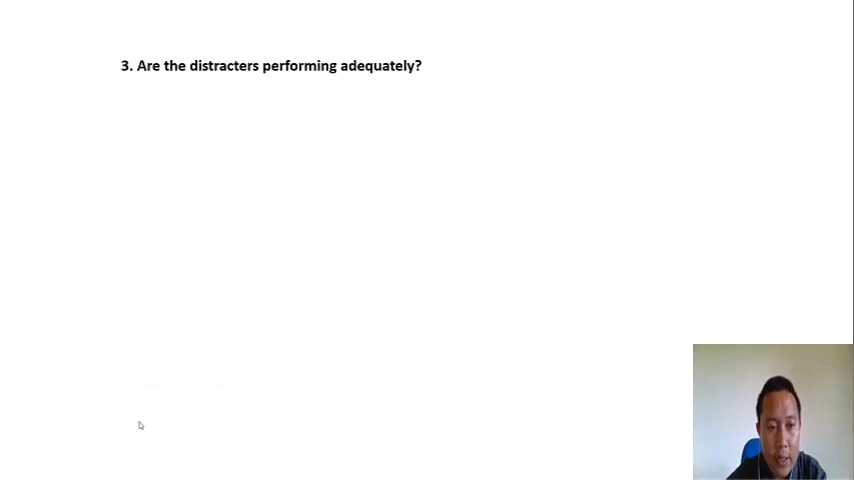 3. Are the distracters performing adequately?